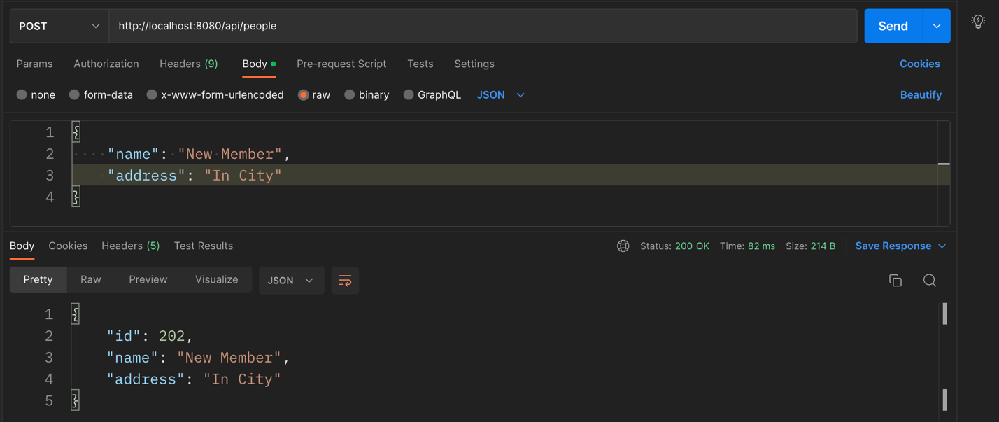 POST http://localhost:8080/api/people Send
Params Authorization Headers (9) Body Pre-request Script Tests Settings Cookies
none form-data x-www-form-urlencoded raw binary GraphQL JSON Beautify
1 {
2 "name": "New Member",
3 "address": "In City"
4 }
Body Cookies Headers (5) Test Results Status: 200 OK Time: 82 ms Size: 214 B Save Response
Pretty Raw Preview Visualize JSON
1 {
2 "id": 202,
3 "name": "New Member",
4 "address": "In City"
5 }